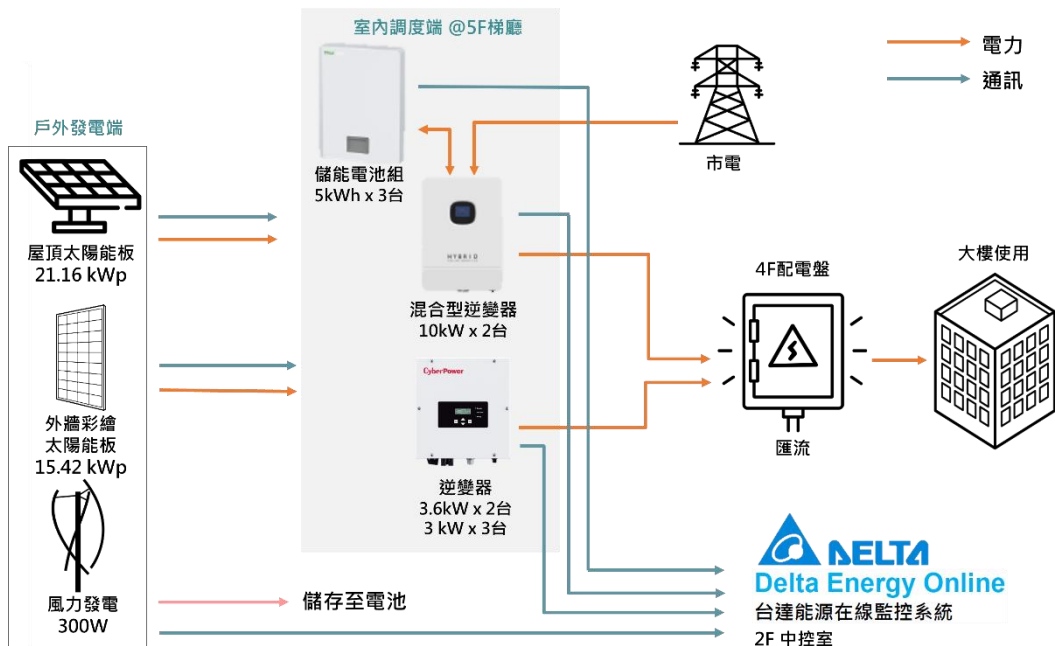 室內調度端 @5F梯廳
電力
通訊
戶外發電端
屋頂太陽能板
21.16 kWp
外牆彩繪
太陽能板
15.42 kWp
風力發電
300W
儲能電池組
5kWh x 3台
HYBRID
混合型逆變器
10kW x 2台
CyberPower
逆變器
3.6kW x 2台
3 kW x 3台
儲存至電池
市電
4F配電盤
匯流
大樓使用
DELTA
Delta Energy Online
台達能源在線監控系統
2F 中控室